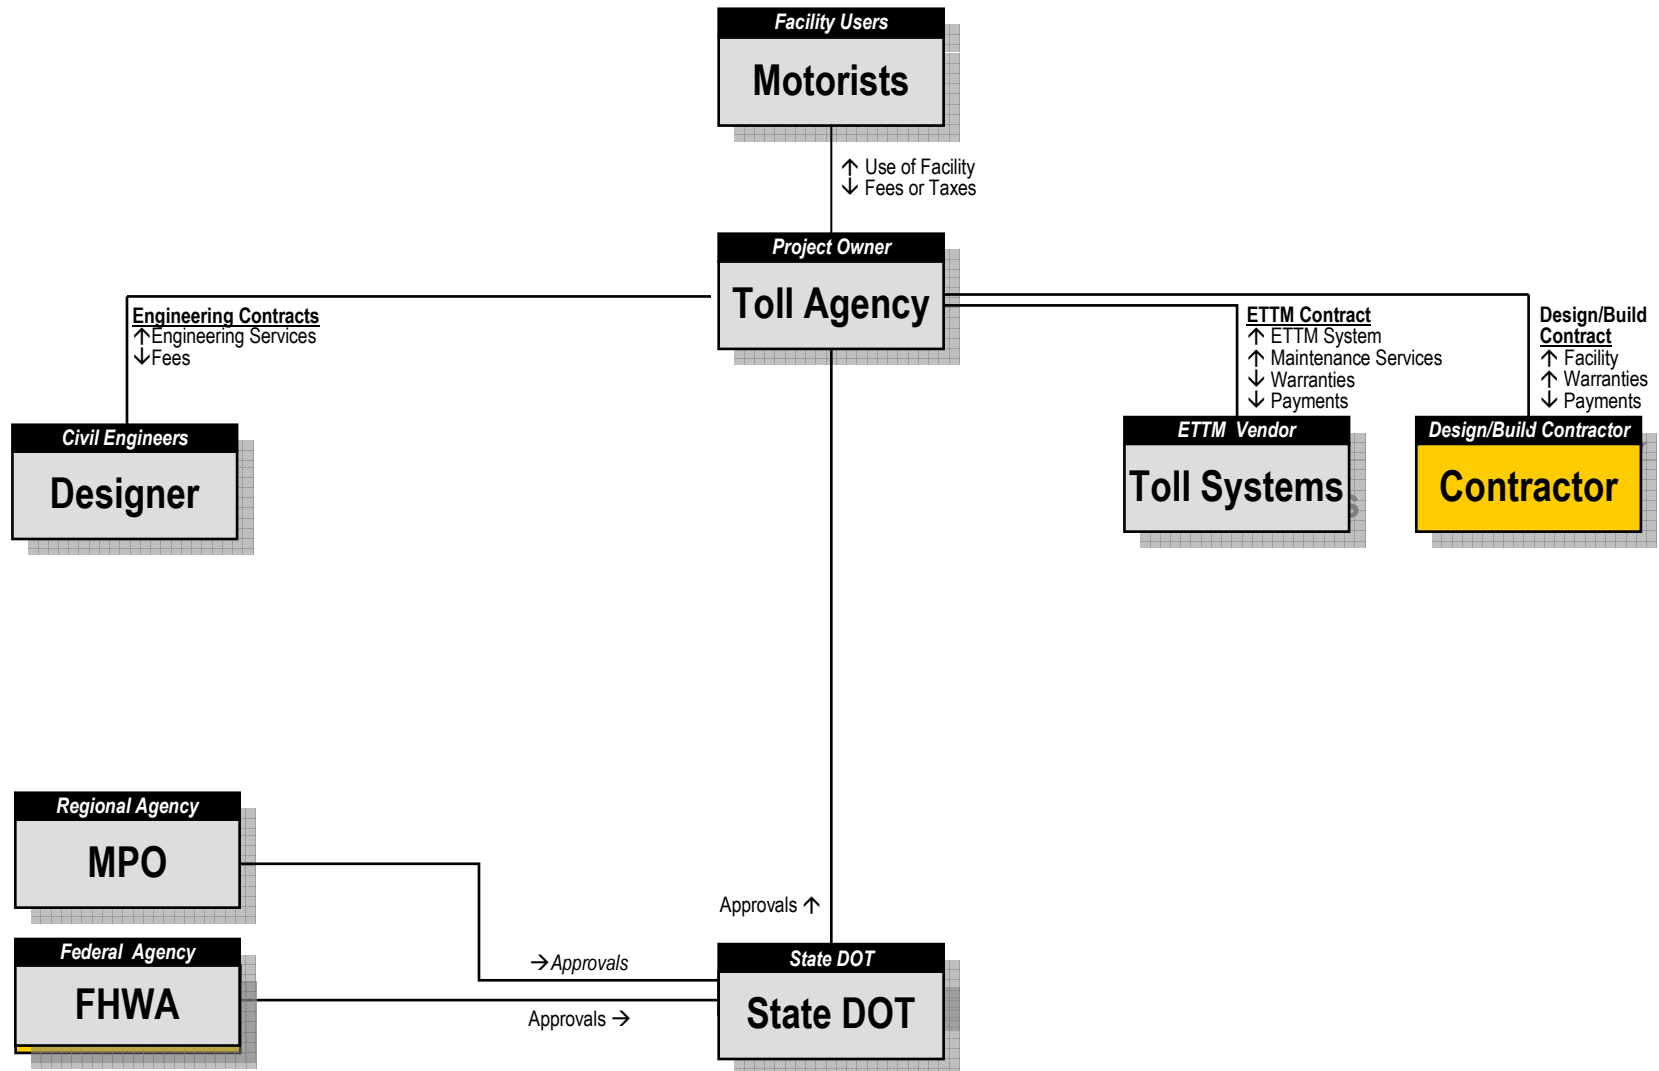 Facility Users
Motorists
↑ Use of Facility
↓ Fees or Taxes
Project Owner
Toll Agency
Engineering Contracts
↑Engineering Services
↓Fees
ETTM Contract
↑ ETTM System
↑ Maintenance Services
↓ Warranties
↓ Payments
Design/Build
Contract
↑ Facility
↑ Warranties
↓ Payments
Civil Engineers
Designer
ETTM Vendor
Toll Systems
Design/Build Contractor
Contractor
Regional Agency
MPO
Approvals ↑
Federal Agency
FHWA
→Approvals
Approvals →
State DOT
State DOT